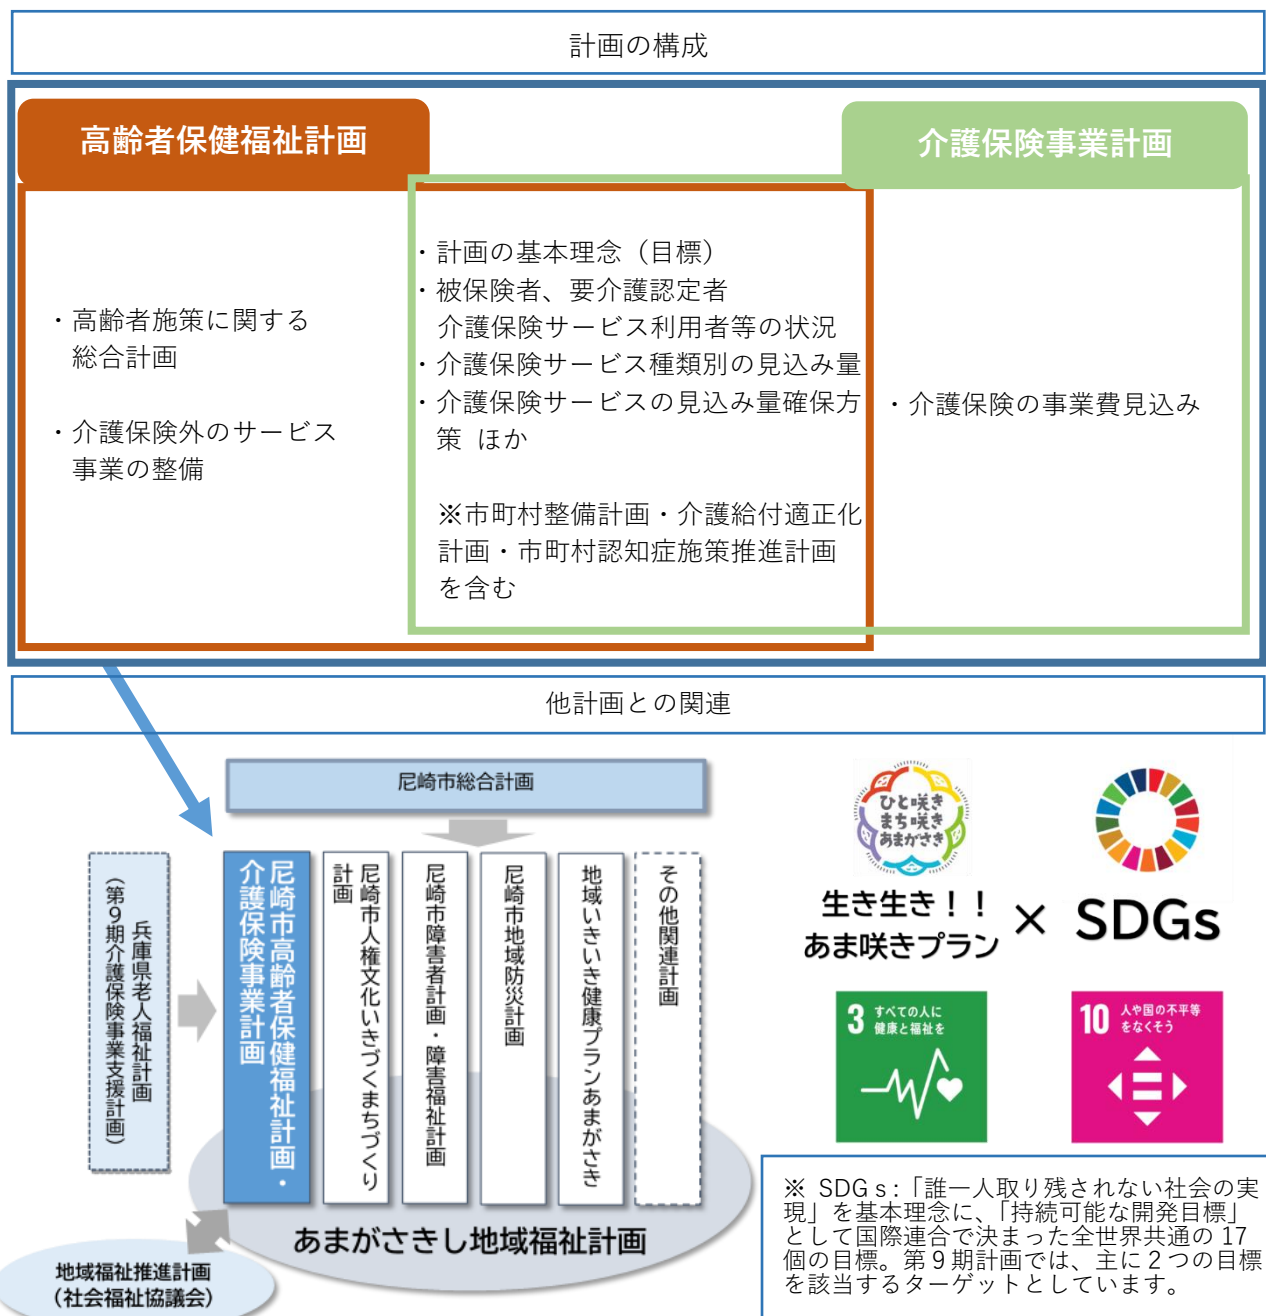 計画の構成
高齢者保健福祉計画
介護保険事業計画
・高齢者施策に関する
総合計画
・介護保険外のサービス
事業の整備
・計画の基本理念（目標）
・被保険者、要介護認定者
介護保険サービス利用者等の状況
・介護保険サービス種類別の見込み量
・介護保険サービスの見込み量確保方
策 ほか
※市町村整備計画・介護給付適正化
計画・市町村認知症施策推進計画
を含む
・介護保険の事業費見込み
他計画との関連
尼崎市総合計画
兵庫県老人福祉計画
（第９期介護保険事業支援計画）
尼崎市高齢者保健福祉計画・
介護保険事業計画
尼崎市人権文化いきづくまちづくり
計画
尼崎市障害者計画・障害福祉計画
尼崎市地域防災計画
地域いきいき健康プランあまがさき
その他関連計画
あまがさきし地域福祉計画
地域福祉推進計画
（社会福祉協議会）
ひと咲き
まち咲き
あまがさき
生き生き！！
あま咲きプラン
×
SDGs
3 すべての人に
健康と福祉を
10 人や国の不平等
をなくそう
※ SDGｓ：「誰一人取り残されない社会の実
現」を基本理念に、「持続可能な開発目標」
として国際連合で決まった全世界共通の 17
個の目標。第９期計画では、主に２つの目標
を該当するターゲットとしています。